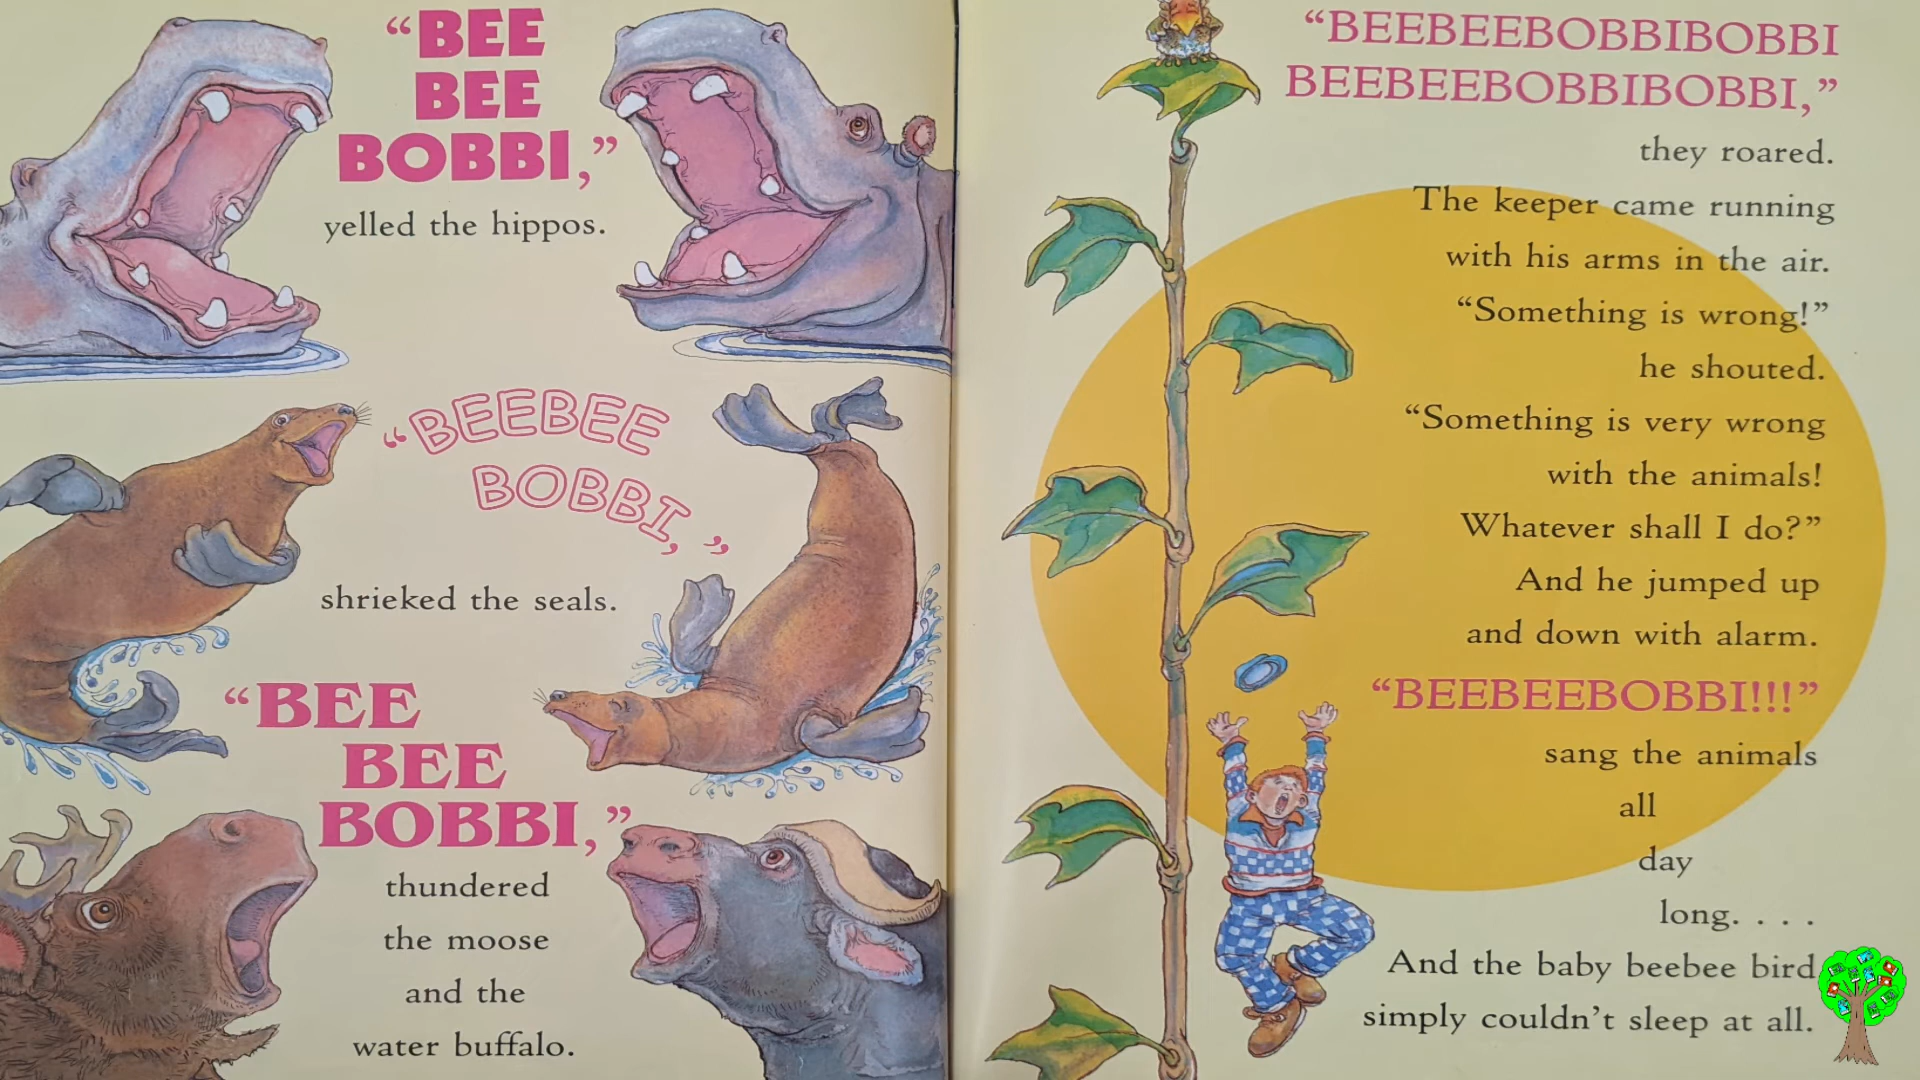 “BEE
BEE
BOBBI,”
yelled the hippos.
“BEEBEE
BOBBI,”
shrieked the seals.
“BEE
BEE
BOBBI,”
thundered
the moose
and the
water buffalo.
“BEEBEEBOBBIBOBBI
BEEBEEBOBBIBOBBI,”
they roared.
The keeper came running
with his arms in the air.
“Something is wrong!”
he shouted.
“Something is very wrong
with the animals!
Whatever shall I do?”
And he jumped up
and down with alarm.
“BEEBEEBOBBI!!!”
sang the animals
all
day
long. . . .
And the baby beebee bird
simply couldn’t sleep at all.